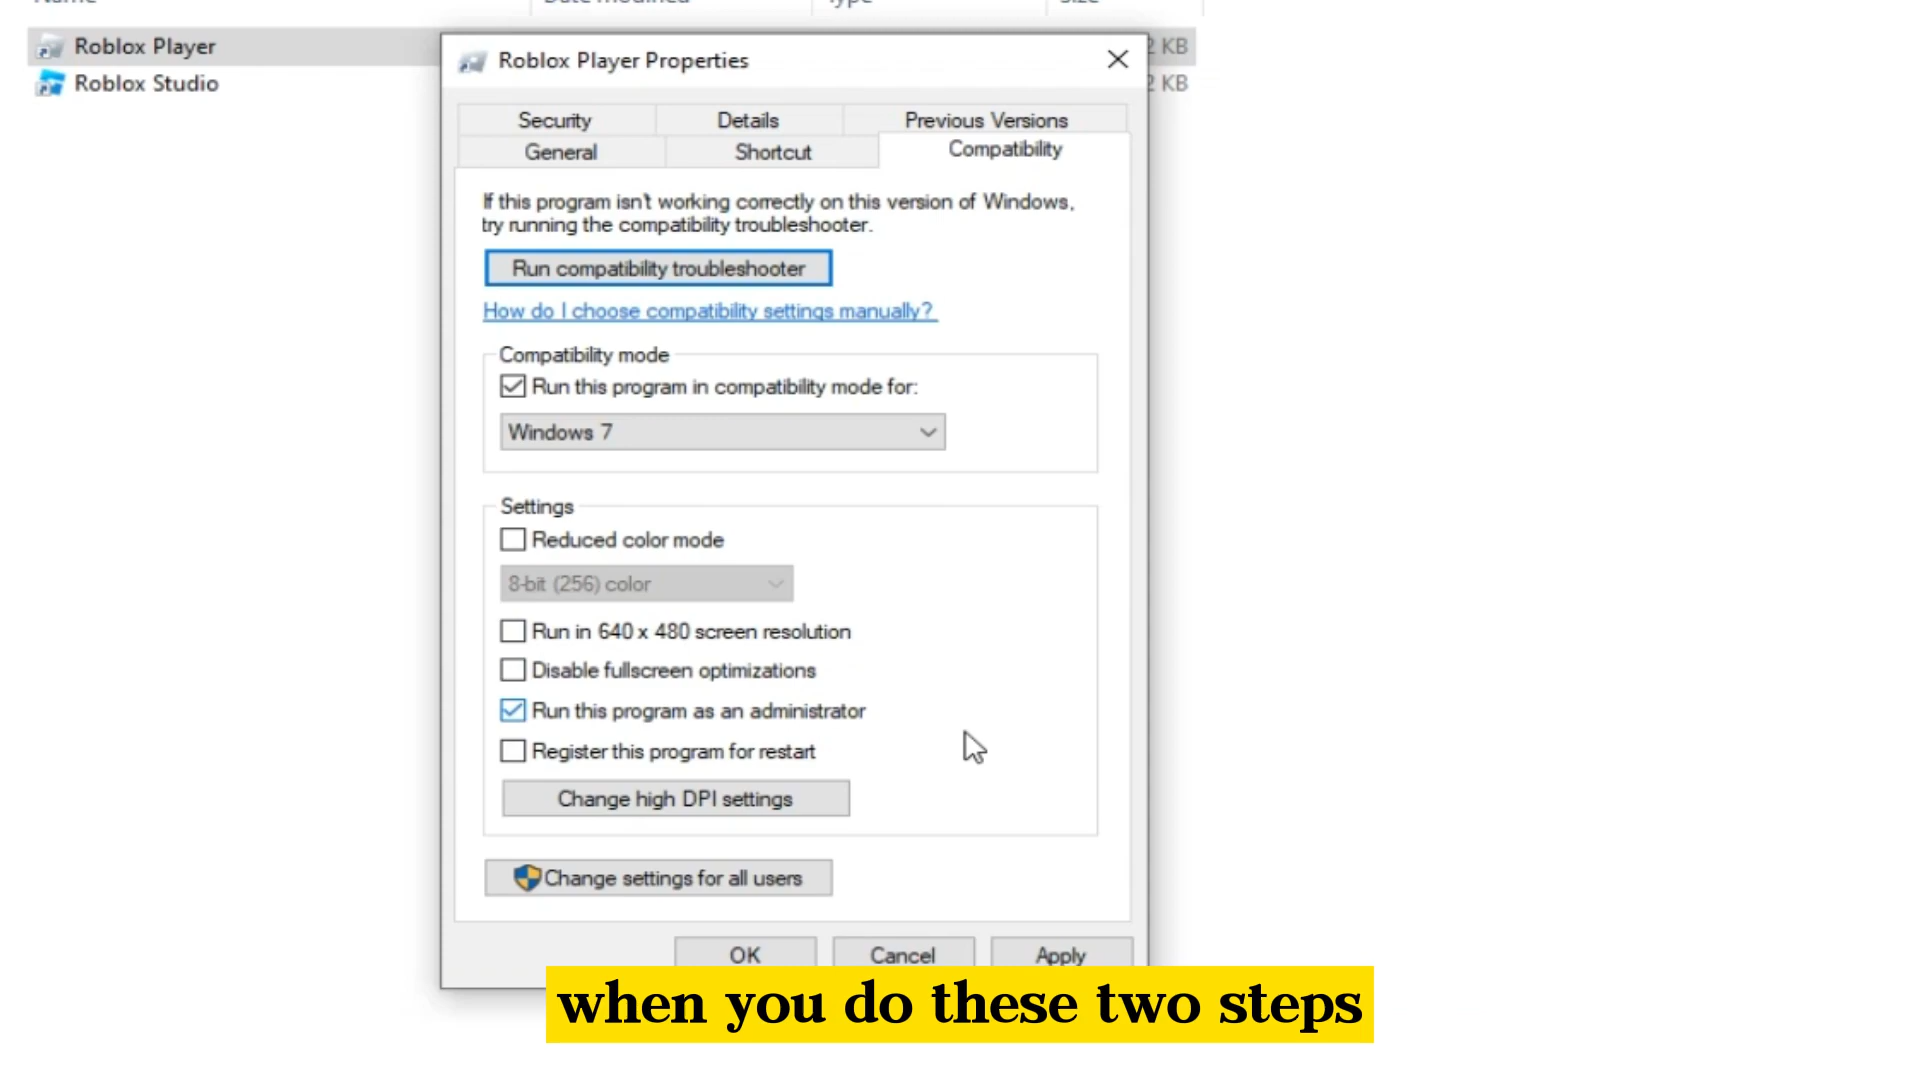 Roblox Player
Roblox Studio
2 KB
2 KB
Roblox Player Properties
Security
Details
Previous Versions
General
Shortcut
Compatibility
If this program isn't working correctly on this version of Windows,
try running the compatibility troubleshooter.
Run compatibility troubleshooter
How do I choose compatibility settings manually?
Compatibility mode
Run this program in compatibility mode for:
Windows 7
Settings
Reduced color mode
8-bit (256) color
Run in 640 x 480 screen resolution
Disable fullscreen optimizations
Run this program as an administrator
Register this program for restart
Change high DPI settings
Change settings for all users
OK
Cancel
Apply
when you do these two steps